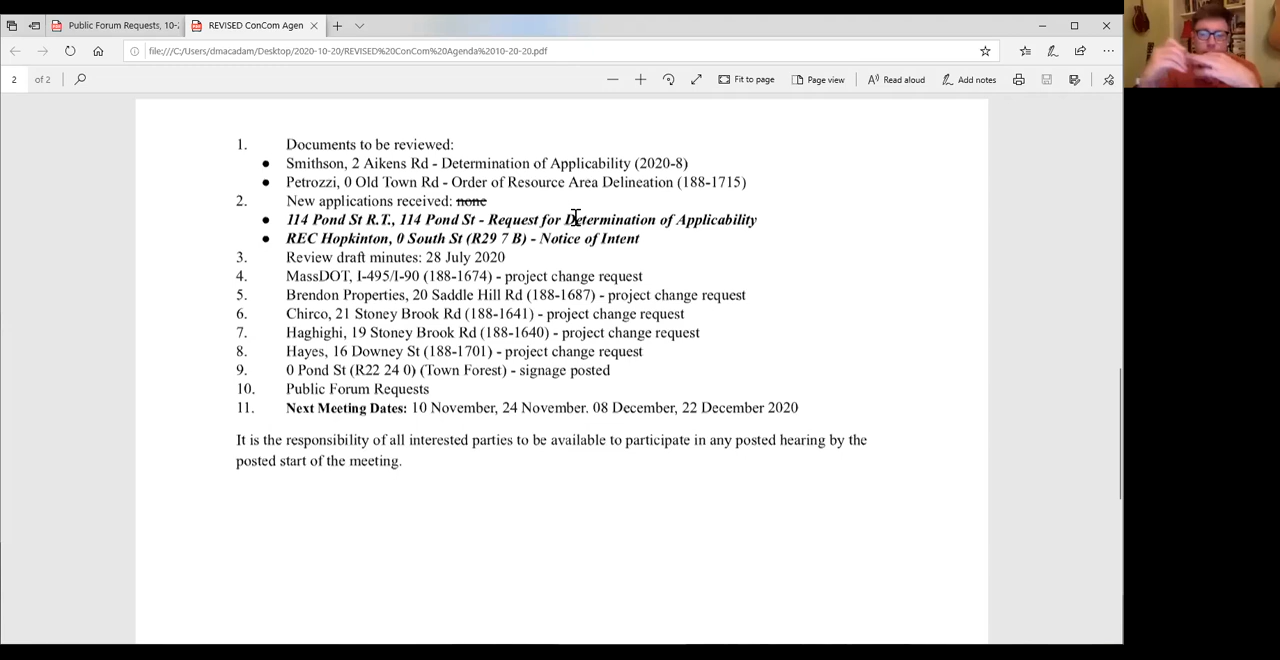 Public Forum Requests, 10-
REVISED ConCom Agen
file:///C:/Users/dmacadam/Desktop/2020-10-20/REVISED%20ConCom%20Agenda%2010-20-20.pdf
2 of 2
Fit to page
Page view
Read aloud
Add notes
1. Documents to be reviewed:
● Smithson, 2 Aikens Rd - Determination of Applicability (2020-8)
● Petrozzi, 0 Old Town Rd - Order of Resource Area Delineation (188-1715)
2. New applications received: none
● 114 Pond St R.T., 114 Pond St - Request for Determination of Applicability
● REC Hopkinton, 0 South St (R29 7 B) - Notice of Intent
3. Review draft minutes: 28 July 2020
4. MassDOT, I-495/I-90 (188-1674) - project change request
5. Brendon Properties, 20 Saddle Hill Rd (188-1687) - project change request
6. Chirco, 21 Stoney Brook Rd (188-1641) - project change request
7. Haghighi, 19 Stoney Brook Rd (188-1640) - project change request
8. Hayes, 16 Downey St (188-1701) - project change request
9. 0 Pond St (R22 24 0) (Town Forest) - signage posted
10. Public Forum Requests
11. Next Meeting Dates: 10 November, 24 November. 08 December, 22 December 2020
It is the responsibility of all interested parties to be available to participate in any posted hearing by the
posted start of the meeting.